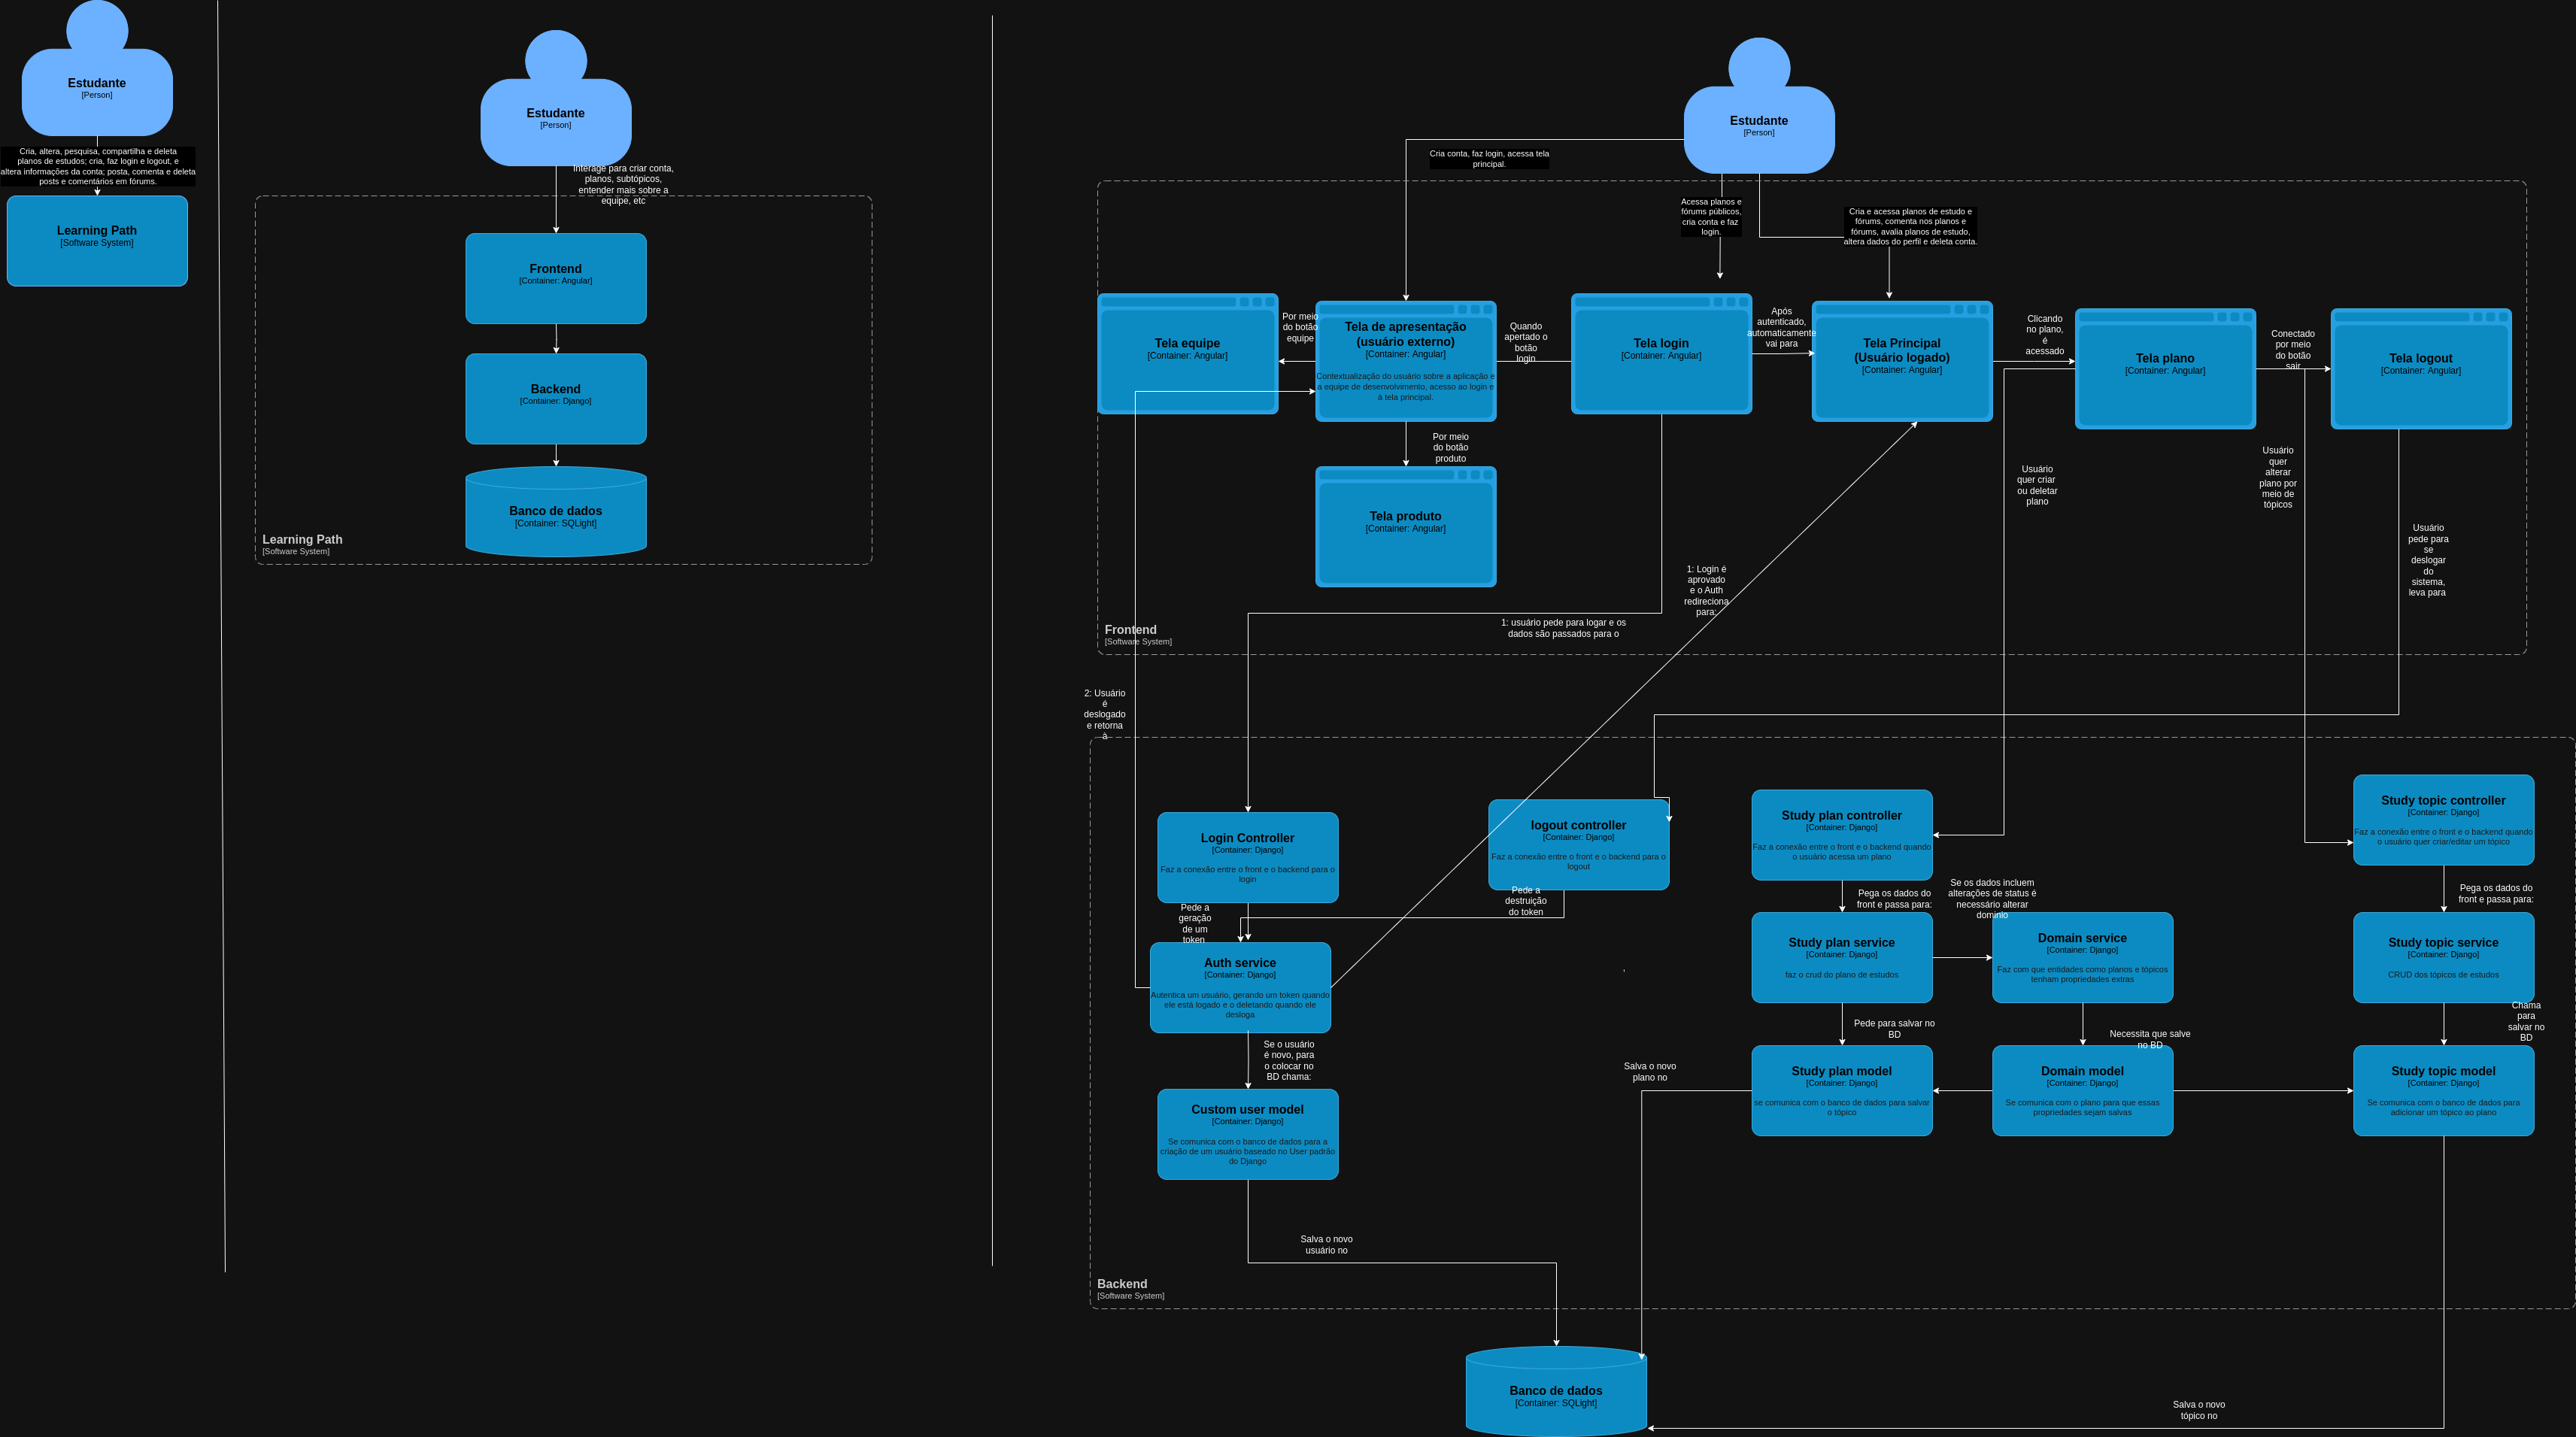 Estudante
[Person]
Cria, altera, pesquisa, compartilha e deleta
planos de estudos; cria, faz login e logout, e
altera informações da conta; posta, comenta e deleta
posts e comentários em fórums.
Learning Path
[Software System]
Estudante
[Person]
Interage para criar conta,
planos, subtópicos,
entender mais sobre a
equipe, etc
Frontend
[Container: Angular]
Backend
[Container: Django]
Banco de dados
[Container: SQLight]
Learning Path
[Software System]
Estudante
[Person]
Cria conta, faz login, acessa tela
principal.
Acessa planos e
fórums públicos,
cria conta e faz
login.
Cria e acessa planos de estudo e
fórums, comenta nos planos e
fórums, avalia planos de estudo,
altera dados do perfil e deleta conta.
Tela equipe
[Container: Angular]
Por meio
do botão
equipe
Tela de apresentação
(usuário externo)
[Container: Angular]
Contextualização do usuário sobre a aplicação e
a equipe de desenvolvimento, acesso ao login e
à tela principal.
Quando
apertado o
botão
login
Tela login
[Container: Angular]
Após
autenticado,
automaticamente
vai para
Tela Principal
(Usuário logado)
[Container: Angular]
Clicando
no plano,
é
acessado
Tela plano
[Container: Angular]
Conectado
por meio
do botão
sair
Tela logout
[Container: Angular]
Por meio
do botão
produto
Tela produto
[Container: Angular]
Usuário
quer criar
ou deletar
plano
Usuário
quer
alterar
plano por
meio de
tópicos
Usuário
pede para
se
deslogar
do
sistema,
leva para
1: Login é
aprovado
e o Auth
redireciona
para:
1: usuário pede para logar e os
dados são passados para o
Frontend
[Software System]
2: Usuário
é
deslogado
e retorna
à
Login Controller
[Container: Django]
Faz a conexão entre o front e o backend para o
login
logout controller
[Container: Django]
Faz a conexão entre o front e o backend para o
logout
Study plan controller
[Container: Django]
Faz a conexão entre o front e o backend quando
o usuário acessa um plano
Study topic controller
[Container: Django]
Faz a conexão entre o front e o backend quando
o usuário quer criar/editar um tópico
Pede a
geração
de um
token
Pede a
destruição
do token
Pega os dados do
front e passa para:
Se os dados incluem
alterações de status é
necessário alterar
domínio
Pega os dados do
front e passa para:
Auth service
[Container: Django]
Autentica um usuário, gerando um token quando
ele está logado e o deletando quando ele
desloga
Study plan service
[Container: Django]
faz o crud do plano de estudos
Domain service
[Container: Django]
Faz com que entidades como planos e tópicos
tenham propriedades extras
Study topic service
[Container: Django]
CRUD dos tópicos de estudos
Se o usuário
é novo, para
o colocar no
BD chama:
Pede para salvar no
BD
Necessita que salve
no BD
Chama
para
salvar no
BD
Custom user model
[Container: Django]
Se comunica com o banco de dados para a
criação de um usuário baseado no User padrão
do Django
Salva o novo
plano no
Study plan model
[Container: Django]
se comunica com o banco de dados para salvar
o tópico
Domain model
[Container: Django]
Se comunica com o plano para que essas
propriedades sejam salvas
Study topic model
[Container: Django]
Se comunica com o banco de dados para
adicionar um tópico ao plano
Salva o novo
usuário no
Backend
[Software System]
Banco de dados
[Container: SQLight]
Salva o novo
tópico no